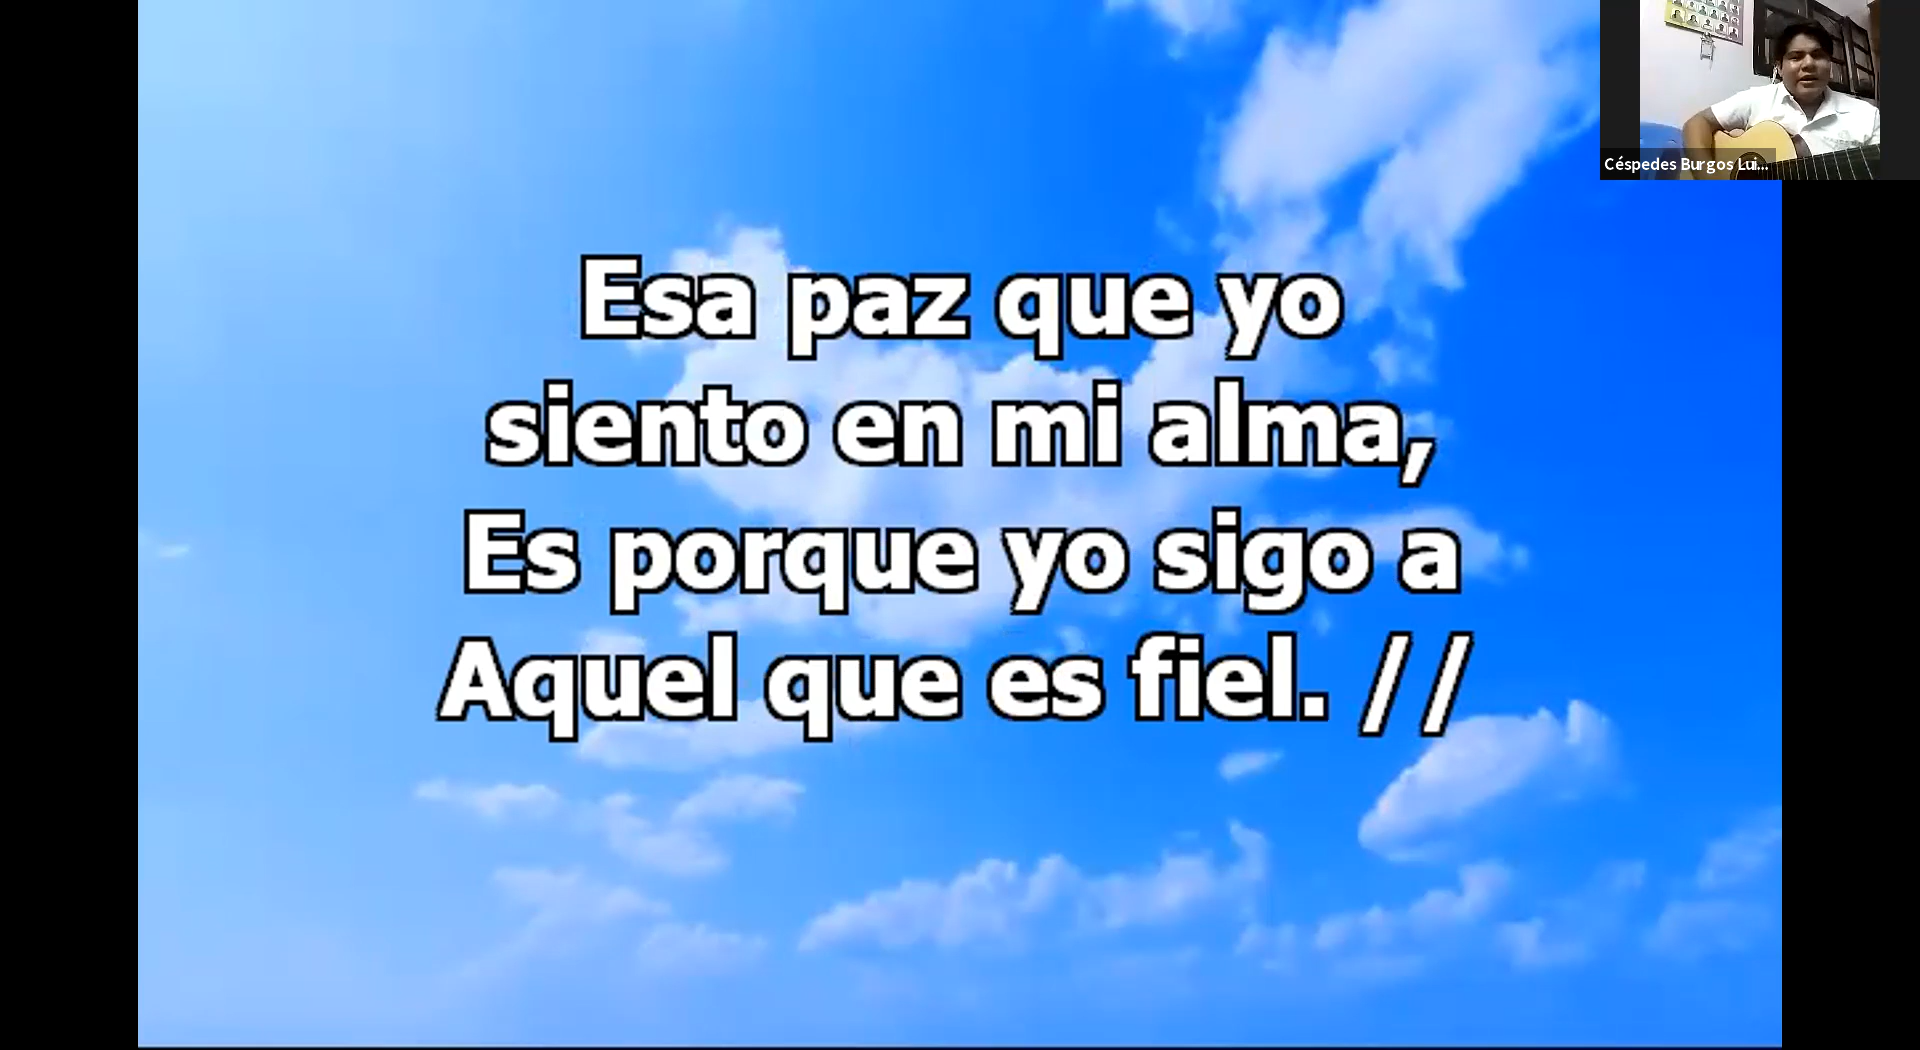 Céspedes Burgos Lui...
Esa paz que yo
siento en mi alma,
Es porque yo sigo a
Aquel que es fiel. //